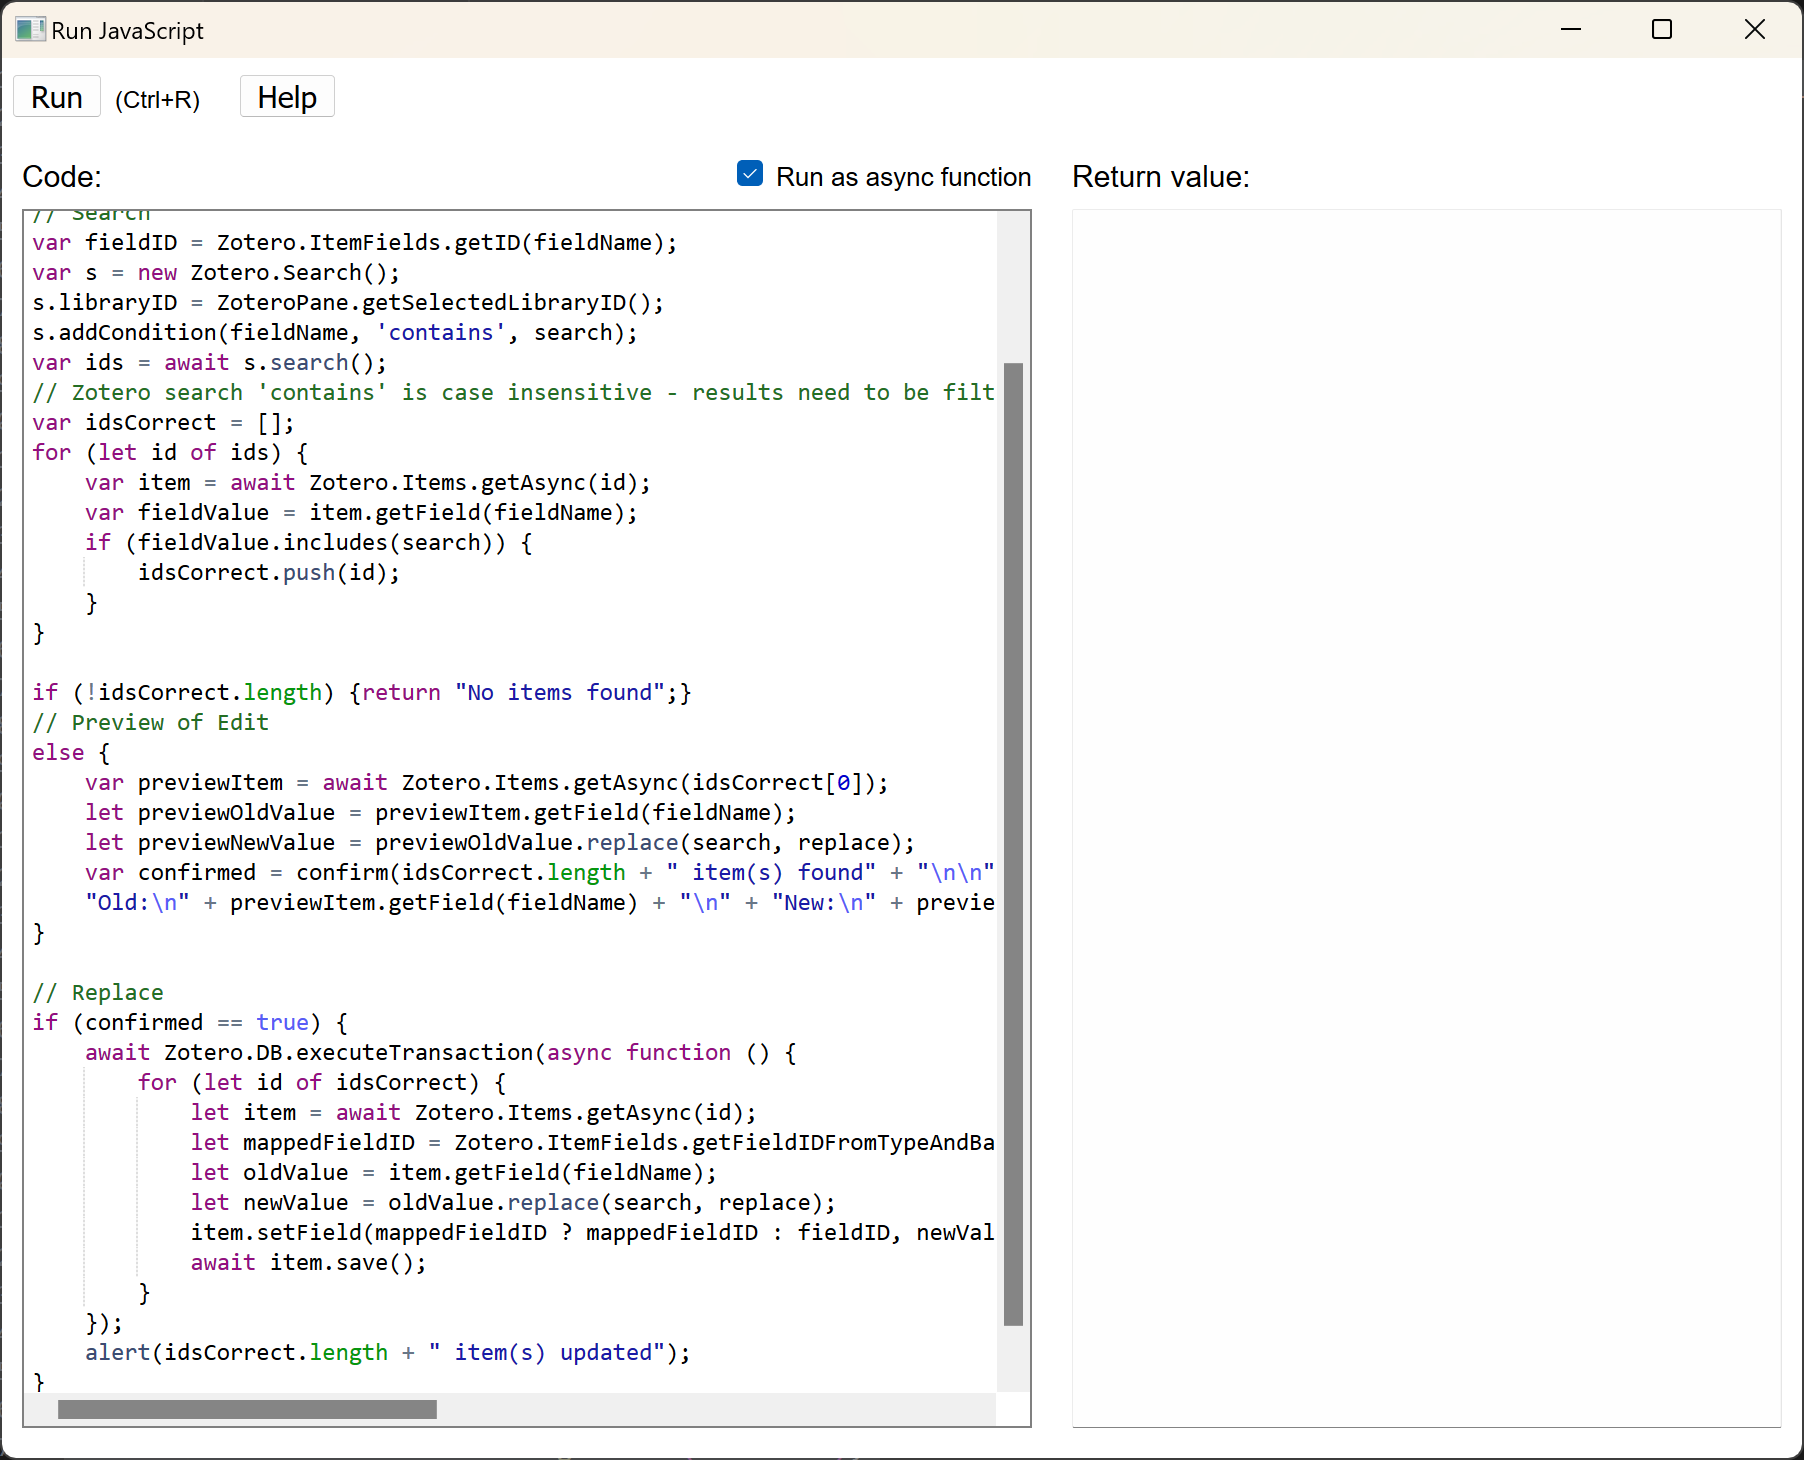 Run JavaScript
Run (Ctrl+R) Help
Code:
Run as async function
Return value:
// Search
var fieldID = Zotero.ItemFields.getID(fieldName);
var s = new Zotero.Search();
s.libraryID = ZoteroPane.getSelectedLibraryID();
s.addCondition(fieldName, 'contains', search);
var ids = await s.search();
// Zotero search 'contains' is case insensitive - results need to be filt
var idsCorrect = [];
for (let id of ids) {
    var item = await Zotero.Items.getAsync(id);
    var fieldValue = item.getField(fieldName);
    if (fieldValue.includes(search)) {
        idsCorrect.push(id);
    }
}
if (!idsCorrect.length) {return "No items found";}
// Preview of Edit
else {
    var previewItem = await Zotero.Items.getAsync(idsCorrect[0]);
    let previewOldValue = previewItem.getField(fieldName);
    let previewNewValue = previewOldValue.replace(search, replace);
    var confirmed = confirm(idsCorrect.length + " item(s) found" + "\n\n"
    "Old:\n" + previewItem.getField(fieldName) + "\n" + "New:\n" + previe
}
// Replace
if (confirmed == true) {
    await Zotero.DB.executeTransaction(async function () {
        for (let id of idsCorrect) {
            let item = await Zotero.Items.getAsync(id);
            let mappedFieldID = Zotero.ItemFields.getFieldIDFromTypeAndBa
            let oldValue = item.getField(fieldName);
            let newValue = oldValue.replace(search, replace);
            item.setField(mappedFieldID ? mappedFieldID : fieldID, newVal
            await item.save();
        }
    });
    alert(idsCorrect.length + " item(s) updated");
}